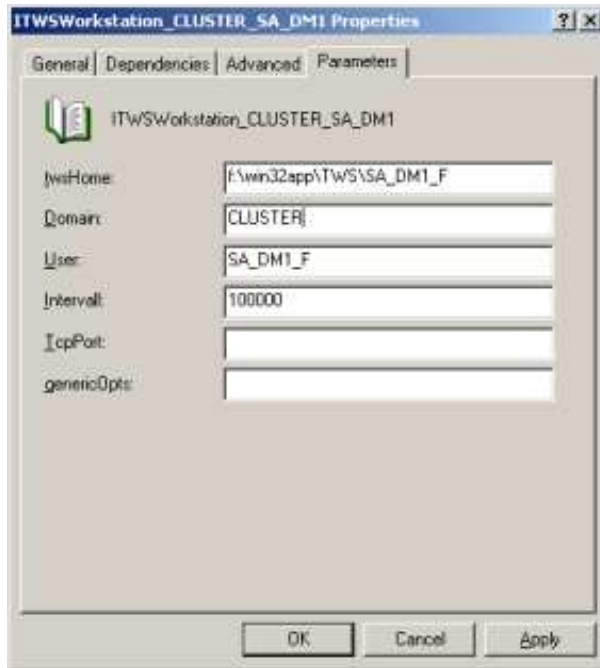 ITWSWorkstation_CLUSTER_SA_DM1 Properties
General Dependencies Advanced Parameters
ITWSWorkstation_CLUSTER_SA_DM1
twsHome: f:\win32app\TWS\SA_DM1_F
Domain: CLUSTER
User: SA_DM1_F
Intervall: 100000
TcpPort:
genericOpts:
OK Cancel Apply